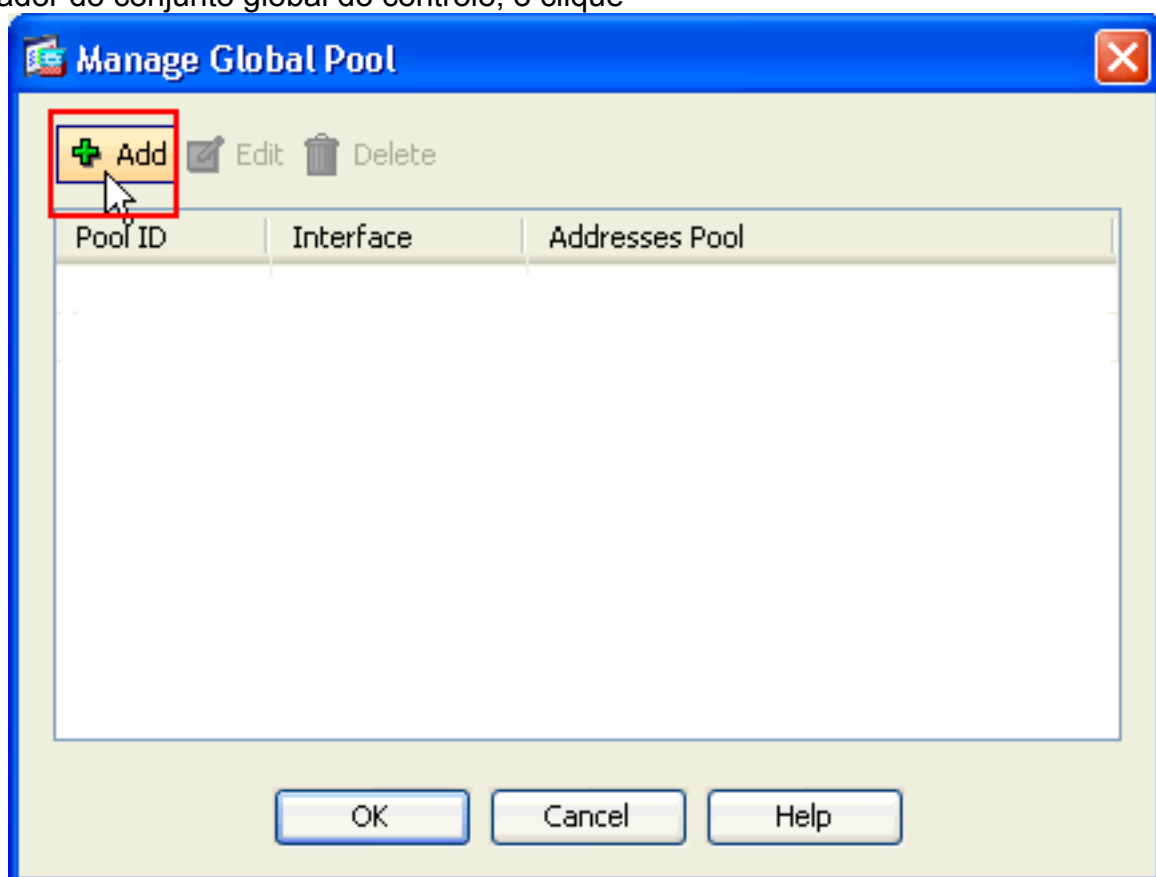 ador do conjunto global do controlo, e clique
Manage Global Pool
Add Edit Delete
Pool ID Interface Addresses Pool
OK Cancel Help